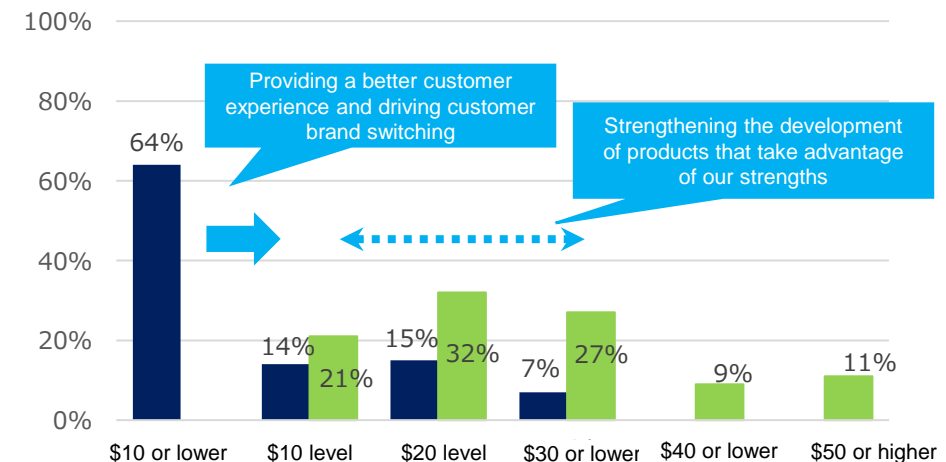 100%
80%
60%
40%
20%
0%
Providing a better customer
experience and driving customer
brand switching
Strengthening the development
of products that take advantage
of our strengths
64%
14%
21%
15%
32%
7%
27%
9%
11%
$10 or lower
$10 level
$20 level
$30 or lower
$40 or lower
$50 or higher